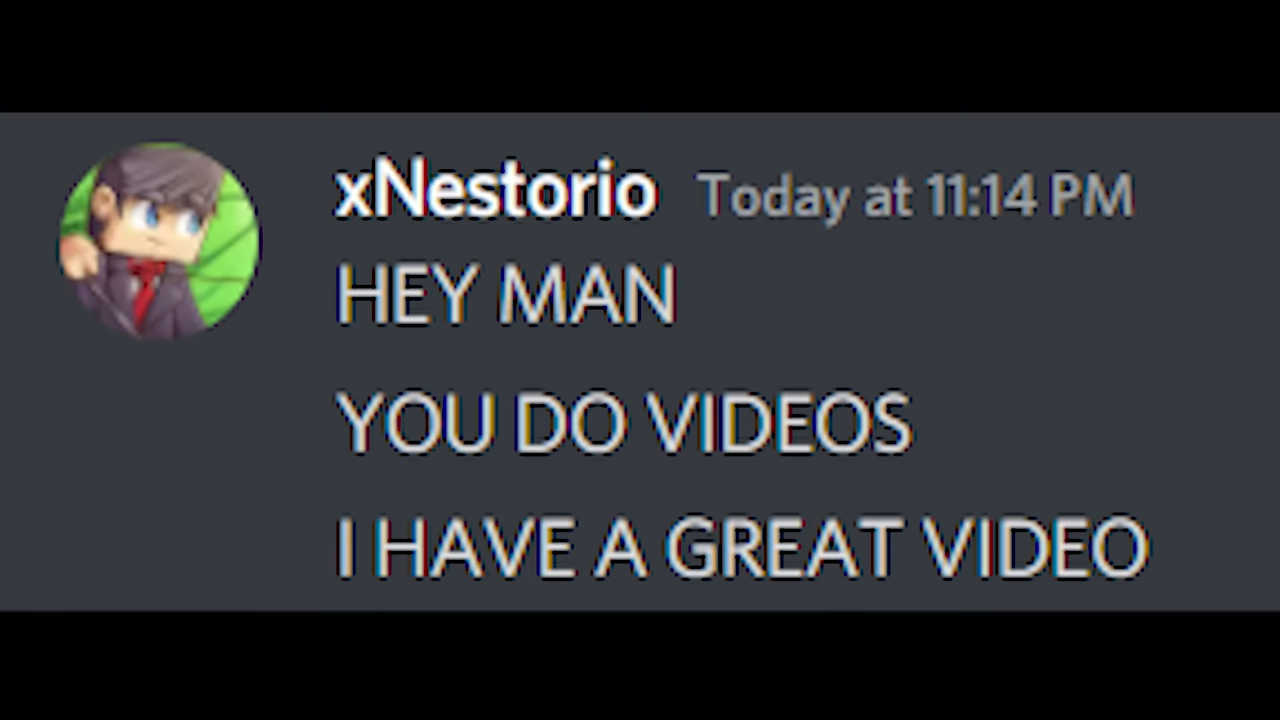 xNestorio Today at 11:14 PM
HEY MAN
YOU DO VIDEOS
I HAVE A GREAT VIDEO